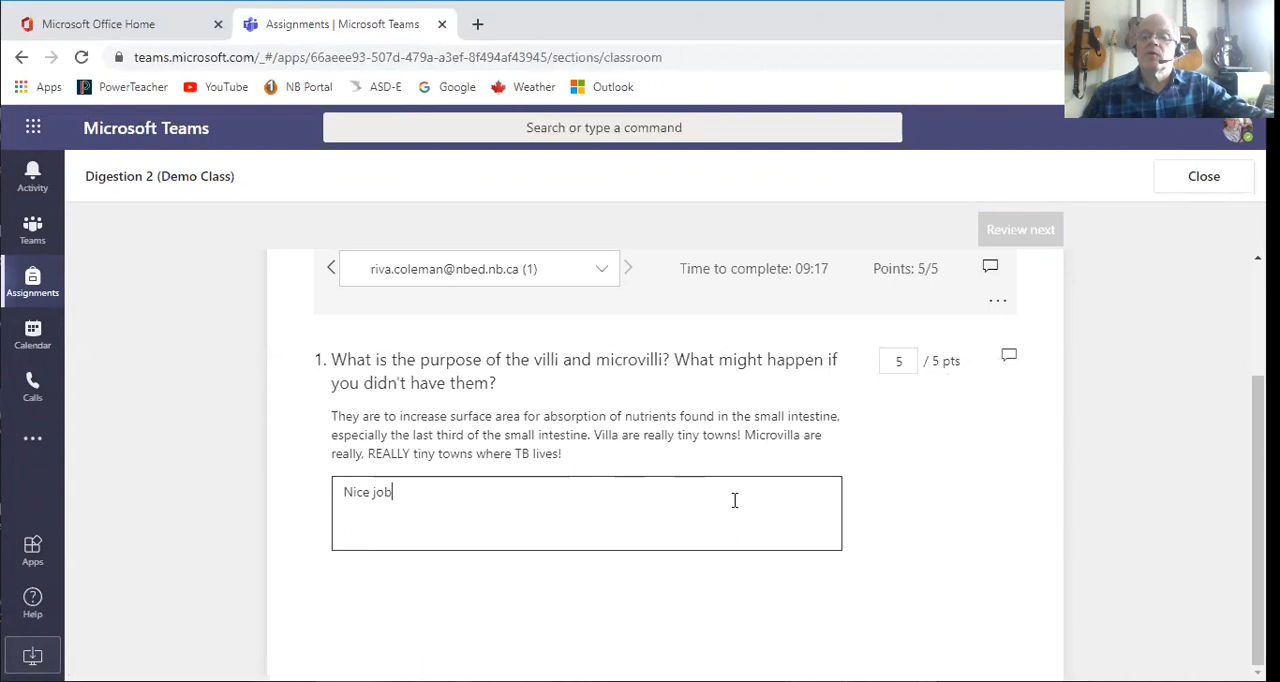 Microsoft Office Home
Assignments | Microsoft Teams
teams.microsoft.com/_#/apps/66aeee93-507d-479a-a3ef-8f494af43945/sections/classroom
Apps PowerTeacher YouTube NB Portal ASD-E Google Weather Outlook
Microsoft Teams
Search or type a command
Activity
Digestion 2 (Demo Class)
Close
Teams
Review next
riva.coleman@nbed.nb.ca (1)
Time to complete: 09:17
Points: 5/5
Assignments
Calendar
1. What is the purpose of the villi and microvilli? What might happen if
you didn't have them?
5 / 5 pts
Calls
They are to increase surface area for absorption of nutrients found in the small intestine,
especially the last third of the small intestine. Villa are really tiny towns! Microvilla are
really, REALLY tiny towns where TB lives!
Nice job
Apps
Help